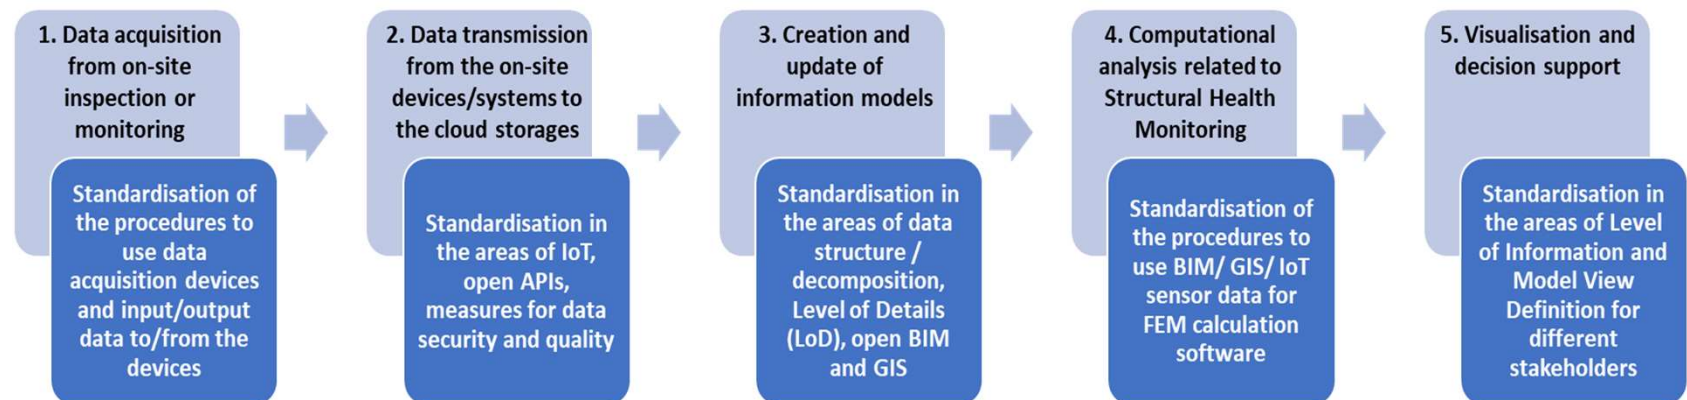 1. Data acquisition
from on-site
inspection or
monitoring
Standardisation of
the procedures to
use data
acquisition devices
and input/output
data to/from the
devices
2. Data transmission
from the on-site
devices/systems to
the cloud storages
Standardisation in
the areas of IoT,
open APIs,
measures for data
security and quality
3. Creation and
update of
information models
Standardisation in
the areas of data
structure /
decomposition,
Level of Details
(LoD), open BIM
and GIS
4. Computational
analysis related to
Structural Health
Monitoring
Standardisation of
the procedures to
use BIM/ GIS/ IoT
sensor data for
FEM calculation
software
5. Visualisation and
decision support
Standardisation in
the areas of Level
of Information and
Model View
Definition for
different
stakeholders